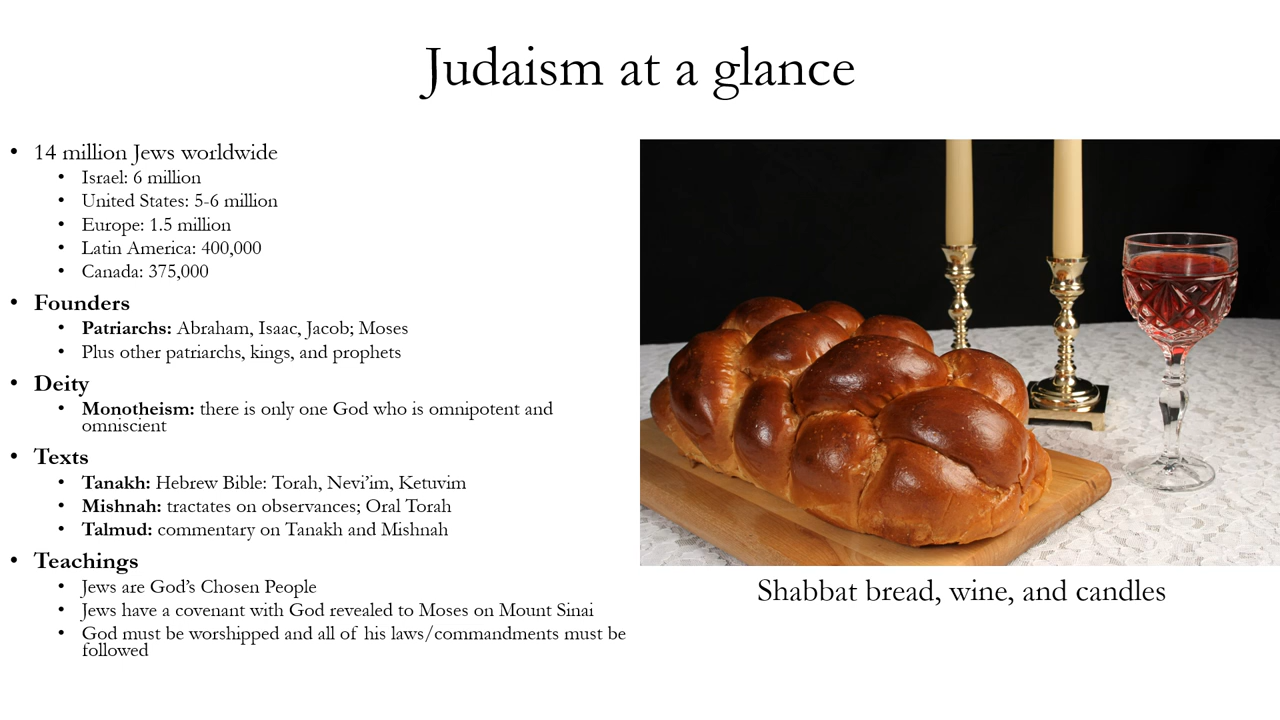 Judaism at a glance
• 14 million Jews worldwide
• Israel: 6 million
• United States: 5-6 million
• Europe: 1.5 million
• Latin America: 400,000
• Canada: 375,000
• Founders
• Patriarchs: Abraham, Isaac, Jacob; Moses
• Plus other patriarchs, kings, and prophets
• Deity
• Monotheism: there is only one God who is omnipotent and
omniscient
• Texts
• Tanakh: Hebrew Bible: Torah, Nevi’im, Ketuvim
• Mishnah: tractates on observances; Oral Torah
• Talmud: commentary on Tanakh and Mishnah
• Teachings
• Jews are God’s Chosen People
• Jews have a covenant with God revealed to Moses on Mount Sinai
• God must be worshipped and all of his laws/commandments must be
followed
Shabbat bread, wine, and candles